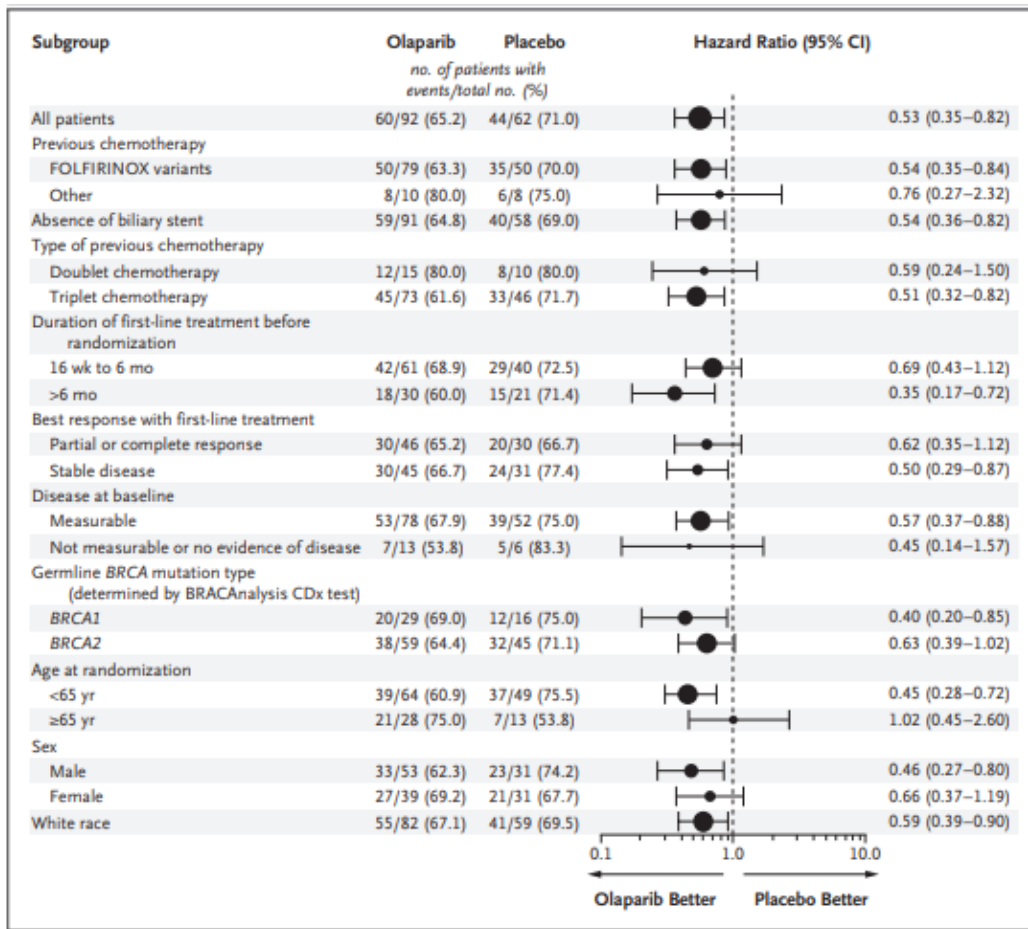 Subgroup Olaparib Placebo Hazard Ratio (95% CI)
no. of patients with
events/total no. (%)
All patients 60/92 (65.2) 44/62 (71.0) 0.53 (0.35–0.82)
Previous chemotherapy
FOLFIRINOX variants 50/79 (63.3) 35/50 (70.0) 0.54 (0.35–0.84)
Other 8/10 (80.0) 6/8 (75.0) 0.76 (0.27–2.32)
Absence of biliary stent 59/91 (64.8) 40/58 (69.0) 0.54 (0.36–0.82)
Type of previous chemotherapy
Doublet chemotherapy 12/15 (80.0) 8/10 (80.0) 0.59 (0.24–1.50)
Triplet chemotherapy 45/73 (61.6) 33/46 (71.7) 0.51 (0.32–0.82)
Duration of first-line treatment before
randomization
16 wk to 6 mo 42/61 (68.9) 29/40 (72.5) 0.69 (0.43–1.12)
>6 mo 18/30 (60.0) 15/21 (71.4) 0.35 (0.17–0.72)
Best response with first-line treatment
Partial or complete response 30/46 (65.2) 20/30 (66.7) 0.62 (0.35–1.12)
Stable disease 30/45 (66.7) 24/31 (77.4) 0.50 (0.29–0.87)
Disease at baseline
Measurable 53/78 (67.9) 39/52 (75.0) 0.57 (0.37–0.88)
Not measurable or no evidence of disease 7/13 (53.8) 5/6 (83.3) 0.45 (0.14–1.57)
Germline BRCA mutation type
(determined by BRACAnalysis CDx test)
BRCA1 20/29 (69.0) 12/16 (75.0) 0.40 (0.20–0.85)
BRCA2 38/59 (64.4) 32/45 (71.1) 0.63 (0.39–1.02)
Age at randomization
<65 yr 39/64 (60.9) 37/49 (75.5) 0.45 (0.28–0.72)
≥65 yr 21/28 (75.0) 7/13 (53.8) 1.02 (0.45–2.60)
Sex
Male 33/53 (62.3) 23/31 (74.2) 0.46 (0.27–0.80)
Female 27/39 (69.2) 21/31 (67.7) 0.66 (0.37–1.19)
White race 55/82 (67.1) 41/59 (69.5) 0.59 (0.39–0.90)
0.1 1.0 10.0
Olaparib Better Placebo Better